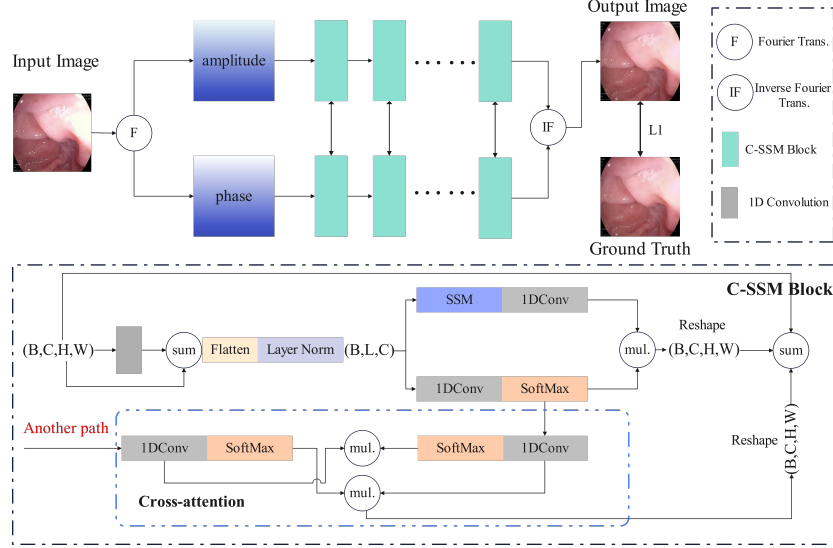 Input Image
F
amplitude
phase
IF
Output Image
L1
Ground Truth
F
Fourier Trans.
IF
Inverse Fourier
Trans.
C-SSM Block
1D Convolution
C-SSM Block
(B,C,H,W)
sum
Flatten
Layer Norm
(B,L,C)
SSM
1DConv
1DConv
SoftMax
mul.
Reshape
(B,C,H,W)
sum
Another path
1DConv
SoftMax
mul.
SoftMax
1DConv
mul.
Cross-attention
Reshape
(B,C,H,W)